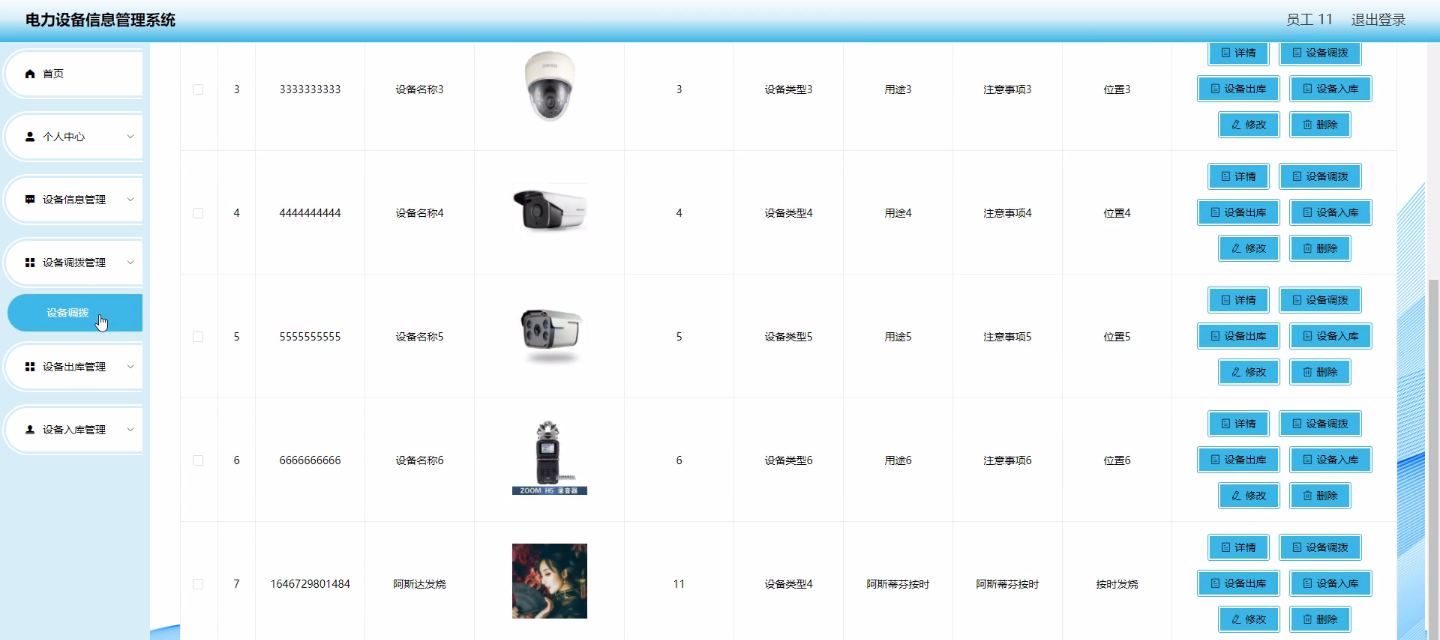 电力设备信息管理系统
员工 11 退出登录
首页
个人中心
设备信息管理
设备调拨管理
设备调拨
设备出库管理
设备入库管理
详情 设备调拨
3 3333333333 设备名称3 3 设备类型3 用途3 注意事项3 位置3 设备出库 设备入库
修改 删除
详情 设备调拨
4 4444444444 设备名称4 4 设备类型4 用途4 注意事项4 位置4 设备出库 设备入库
修改 删除
详情 设备调拨
5 5555555555 设备名称5 5 设备类型5 用途5 注意事项5 位置5 设备出库 设备入库
修改 删除
详情 设备调拨
6 6666666666 设备名称6 6 设备类型6 用途6 注意事项6 位置6 设备出库 设备入库
ZOOM H5 录音器
修改 删除
详情 设备调拨
7 1646729801484 阿斯达发烧 11 设备类型4 阿斯蒂芬按时 阿斯蒂芬按时 按时发烧 设备出库 设备入库
修改 删除